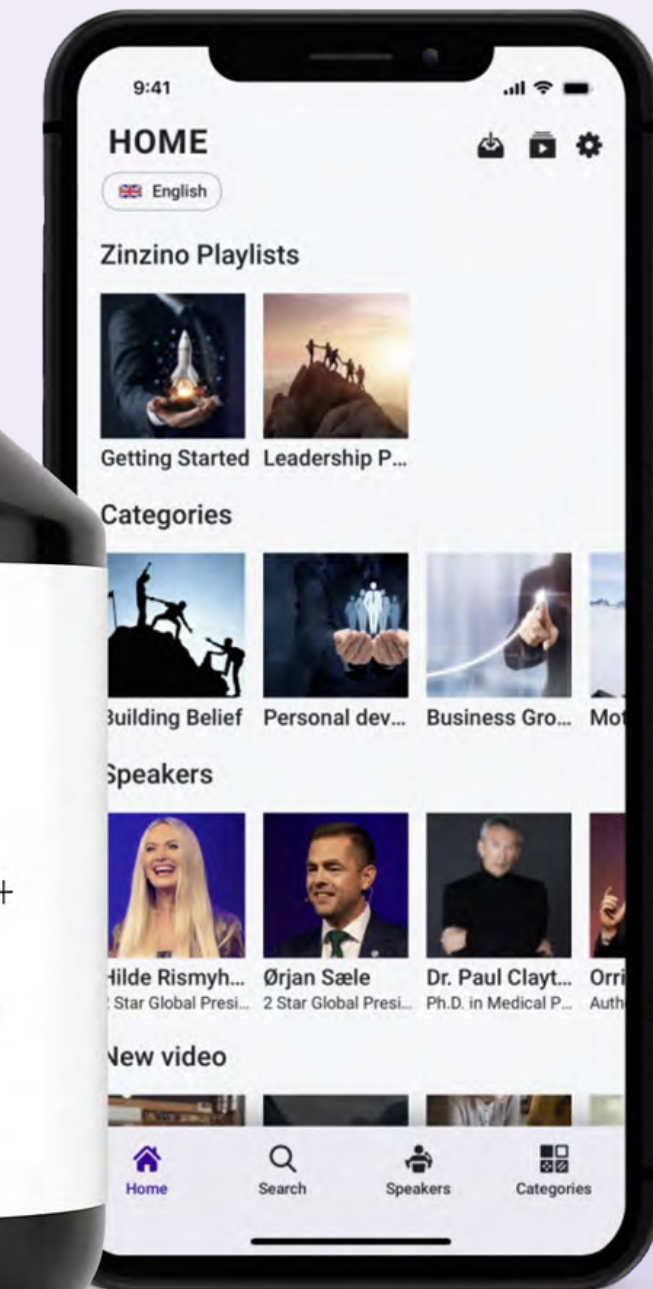 9:41
HOME
English
Zinzino Playlists
Getting Started Leadership P...
Categories
Building Belief Personal dev... Business Gro... Mot
Speakers
Hilde Rismyh... Ørjan Sæle Dr. Paul Clayt... Orri
2 Star Global Presi... 2 Star Global Presi... Ph.D. in Medical P... Auth
New video
Home Search Speakers Categories